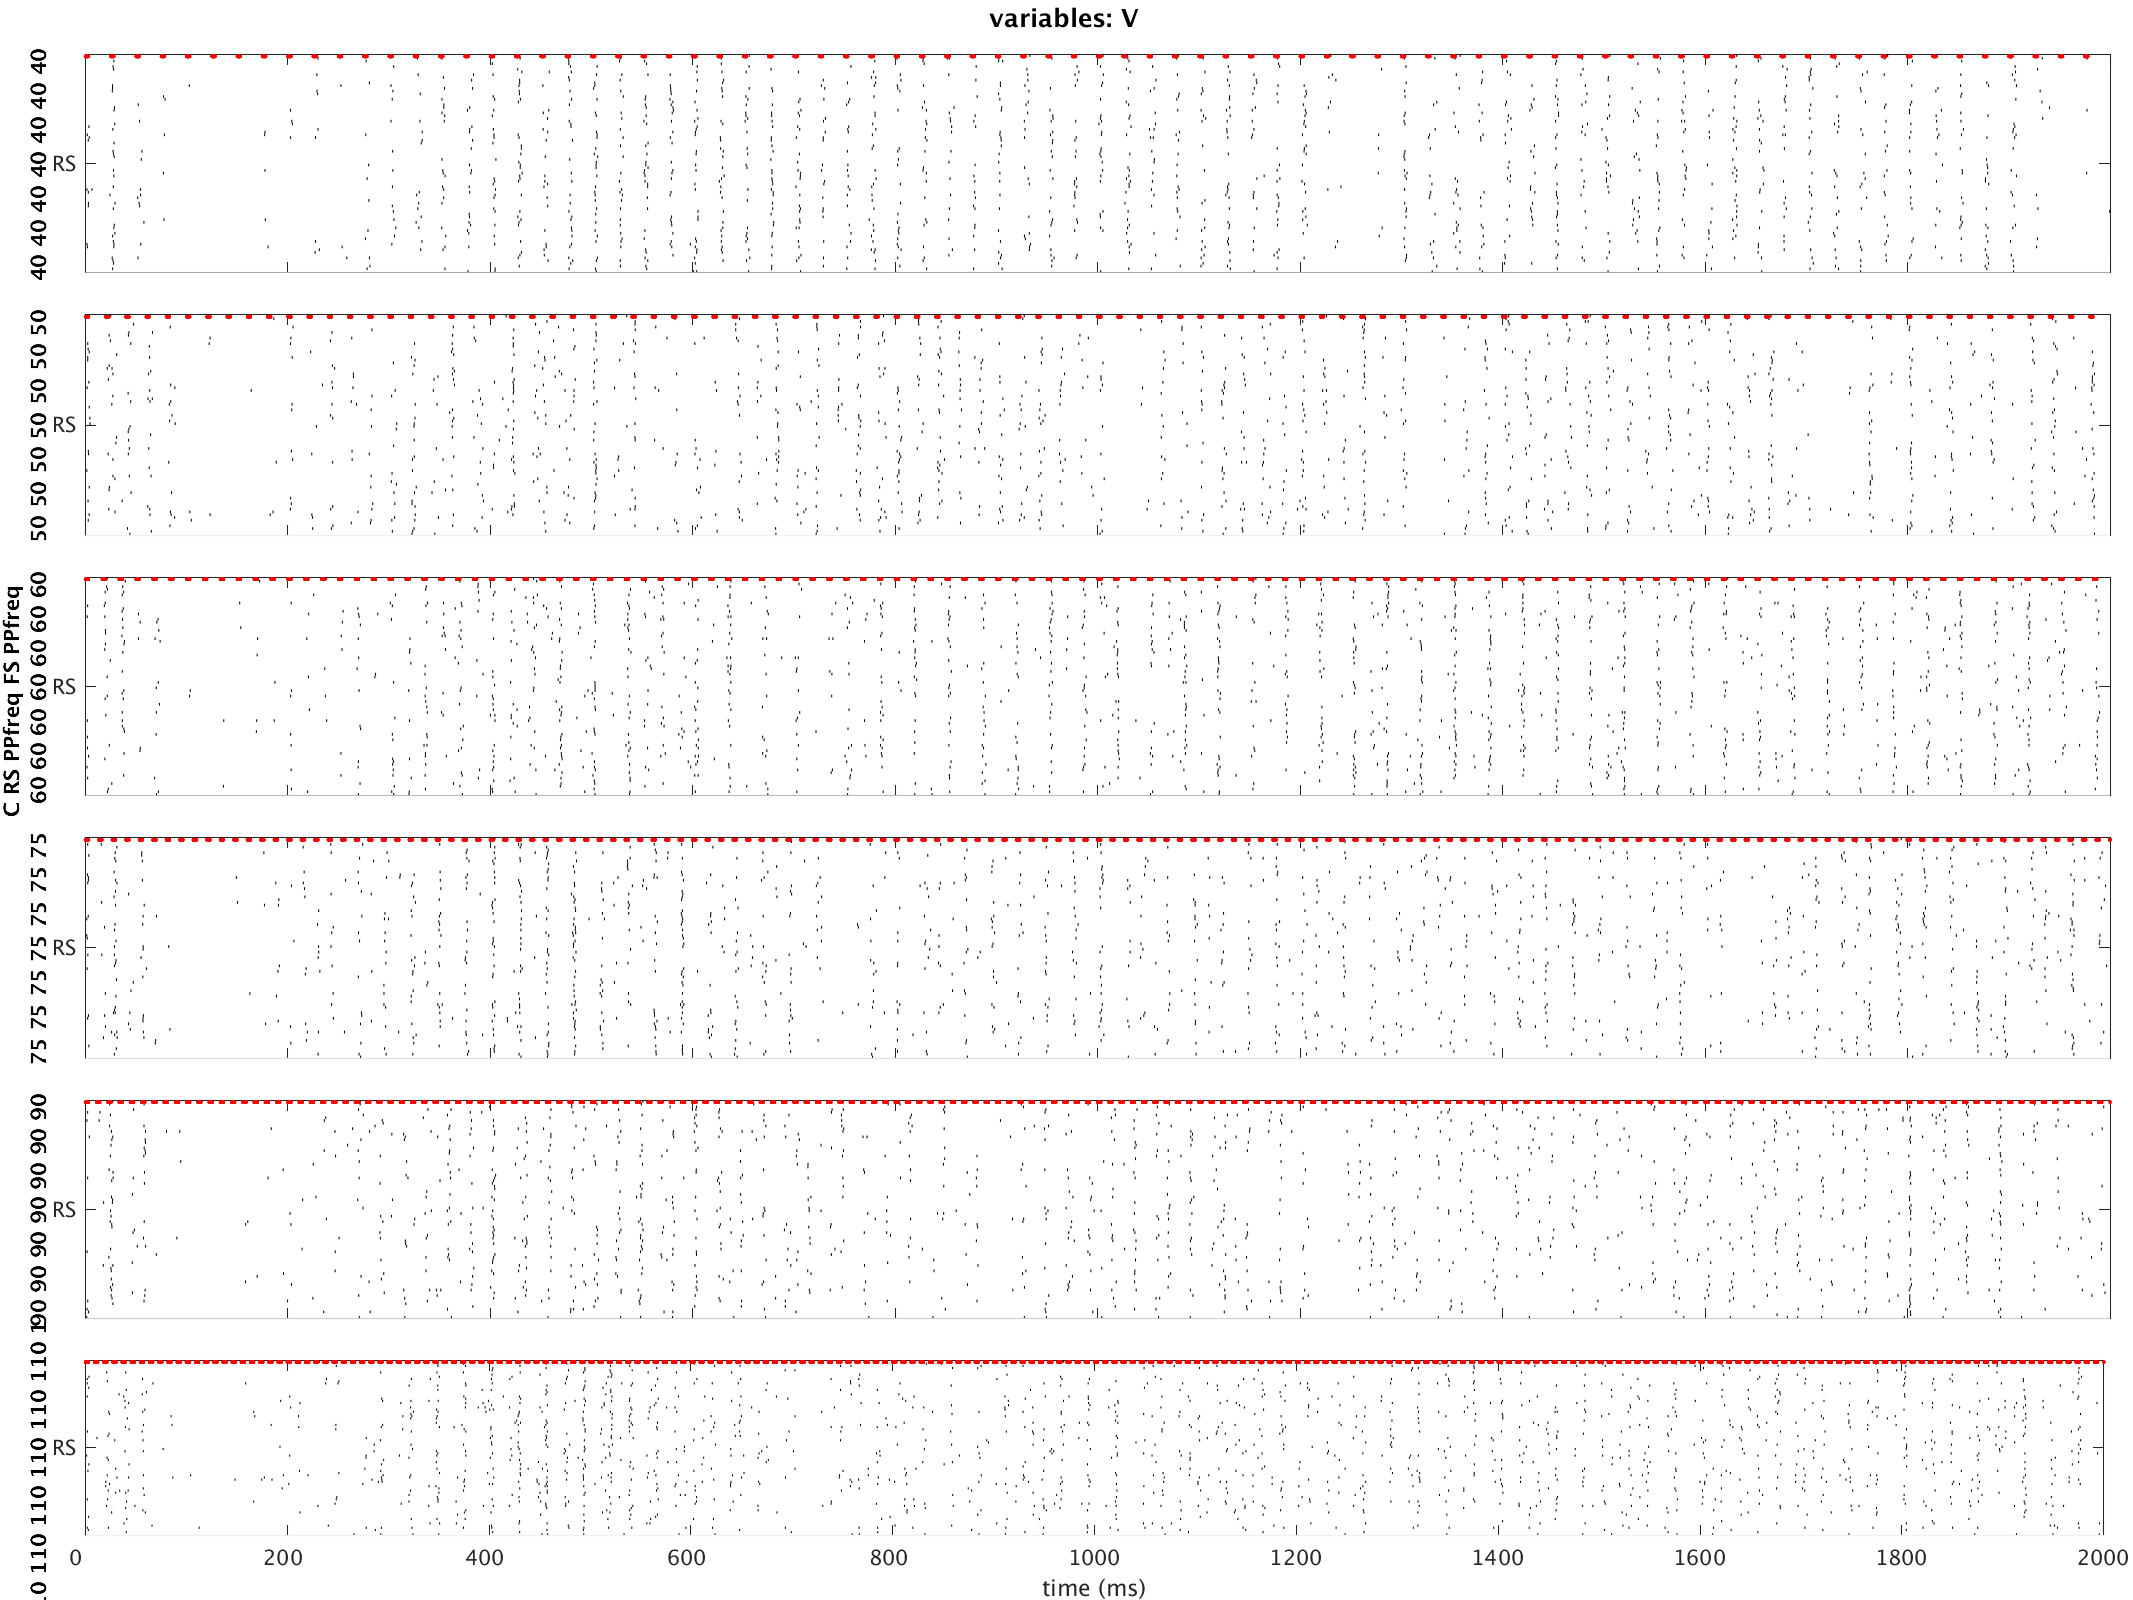 variables: V
40 40 40 40 40 40 40
RS
50 50 50 50 50 50 50
RS
C RS PPfreq FS PPfreq
60 60 60 60 60 60 60
RS
75 75 75 75 75 75 75
RS
90 90 90 90 90 90 90
RS
110 110 110 110 110
RS
0 200 400 600 800 1000 1200 1400 1600 1800 2000
time (ms)